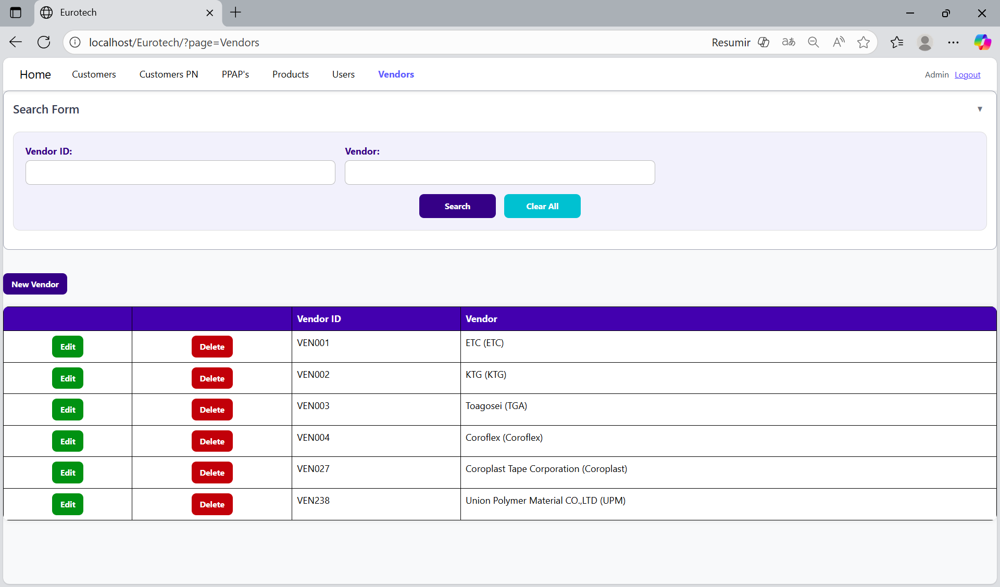 Eurotech
localhost/Eurotech/?page=Vendors
Resumir
Home Customers Customers PN PPAP's Products Users Vendors Admin Logout
Search Form
Vendor ID: Vendor:
Search Clear All
New Vendor
Vendor ID Vendor
Edit Delete VEN001 ETC (ETC)
Edit Delete VEN002 KTG (KTG)
Edit Delete VEN003 Toagosei (TGA)
Edit Delete VEN004 Coroflex (Coroflex)
Edit Delete VEN027 Coroplast Tape Corporation (Coroplast)
Edit Delete VEN238 Union Polymer Material CO.,LTD (UPM)